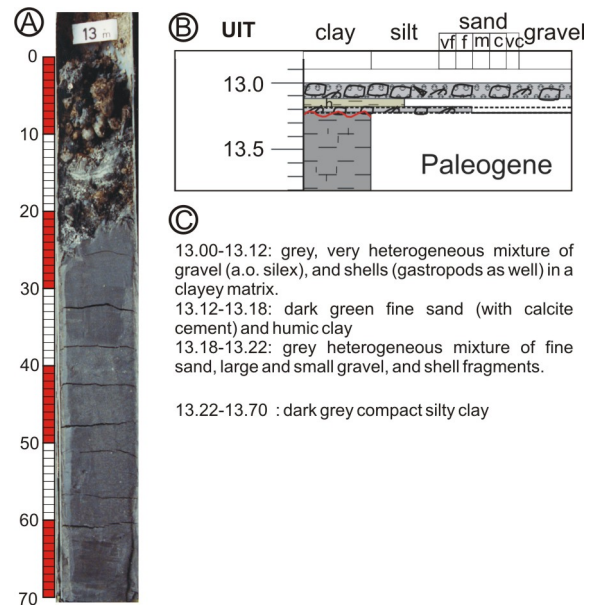 A
13 m
0
10
20
30
40
50
60
70
B UIT clay silt sand gravel
vf f m c vc
13.0
h
13.5
Paleogene
C
13.00-13.12: grey, very heterogeneous mixture of
gravel (a.o. silex), and shells (gastropods as well) in a
clayey matrix.
13.12-13.18: dark green fine sand (with calcite
cement) and humic clay
13.18-13.22: grey heterogeneous mixture of fine
sand, large and small gravel, and shell fragments.
13.22-13.70 : dark grey compact silty clay